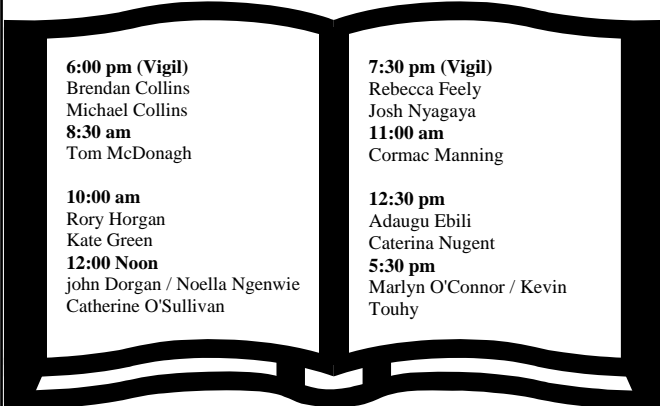 6:00 pm (Vigil)
Brendan Collins
Michael Collins
8:30 am
Tom McDonagh
10:00 am
Rory Horgan
Kate Green
12:00 Noon
john Dorgan / Noella Ngenwie
Catherine O'Sullivan
7:30 pm (Vigil)
Rebecca Feely
Josh Nyagaya
11:00 am
Cormac Manning
12:30 pm
Adaugu Ebili
Caterina Nugent
5:30 pm
Marlyn O'Connor / Kevin
Touhy